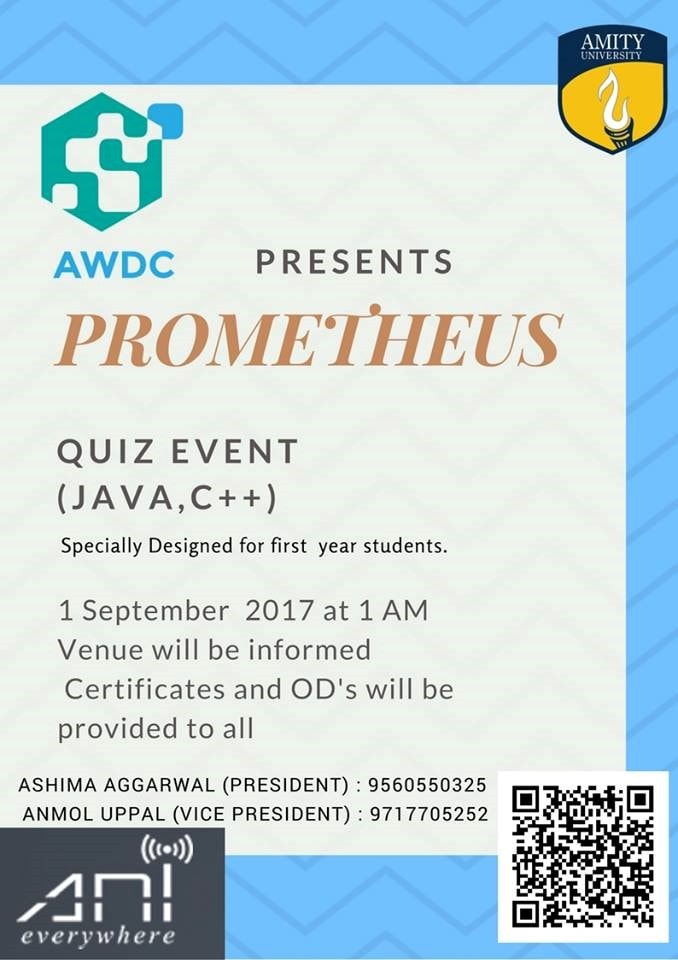 AMITY
UNIVERSITY
AWDC
PRESENTS
PROMETHEUS
QUIZ EVENT
(JAVA,C++)
Specially Designed for first year students.
1 September 2017 at 1 AM
Venue will be informed
Certificates and OD's will be
provided to all
ASHIMA AGGARWAL (PRESIDENT) : 9560550325
ANMOL UPPAL (VICE PRESIDENT) : 9717705252
ANI
everywhere